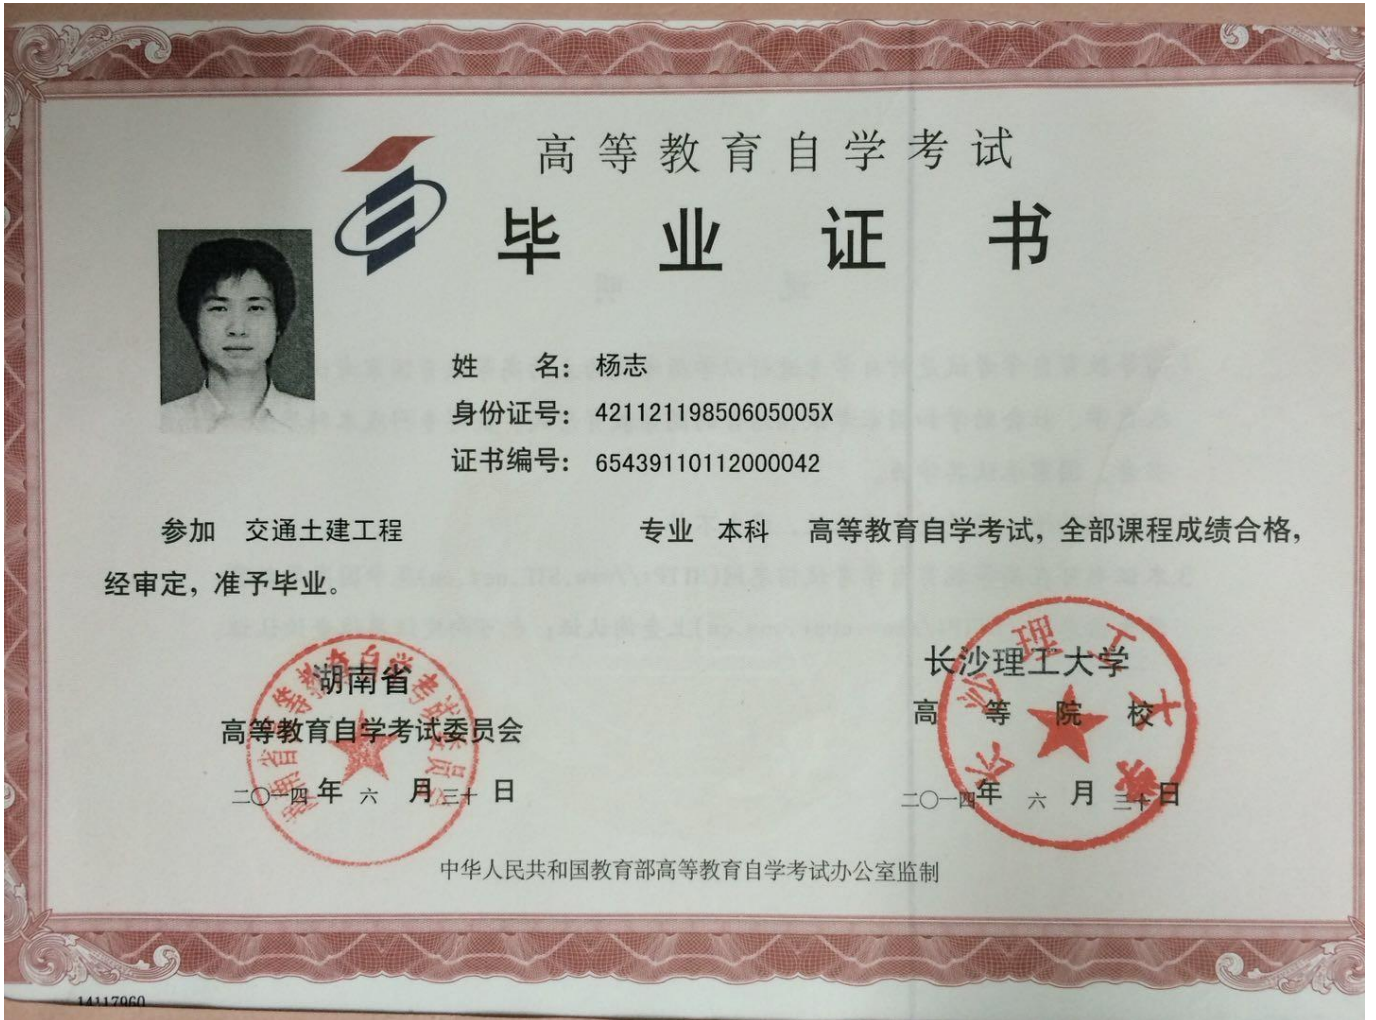 高等教育自学考试
毕业证书
姓名：杨志
身份证号：42112119850605005X
证书编号：65439110112000042
参加 交通土建工程 专业 本科 高等教育自学考试，全部课程成绩合格，
经审定，准予毕业。
湖南省
高等教育自学考试委员会
二〇一四年六月三十日
长沙理工大学
高等院校
二〇一四年六月三十日
中华人民共和国教育部高等教育自学考试办公室监制
14117960